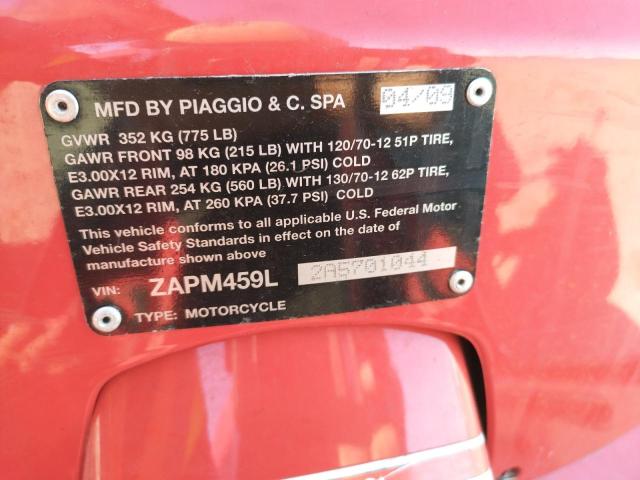 MFD BY PIAGGIO & C. SPA 04/09
GVWR 352 KG (775 LB)
GAWR FRONT 98 KG (215 LB) WITH 120/70-12 51P TIRE,
E3.00X12 RIM, AT 180 KPA (26.1 PSI) COLD
GAWR REAR 254 KG (560 LB) WITH 130/70-12 62P TIRE,
E3.00X12 RIM, AT 260 KPA (37.7 PSI) COLD
This vehicle conforms to all applicable U.S. Federal Motor
Vehicle Safety Standards in effect on the date of
manufacture shown above
VIN: ZAPM459L 2A5701044
TYPE: MOTORCYCLE